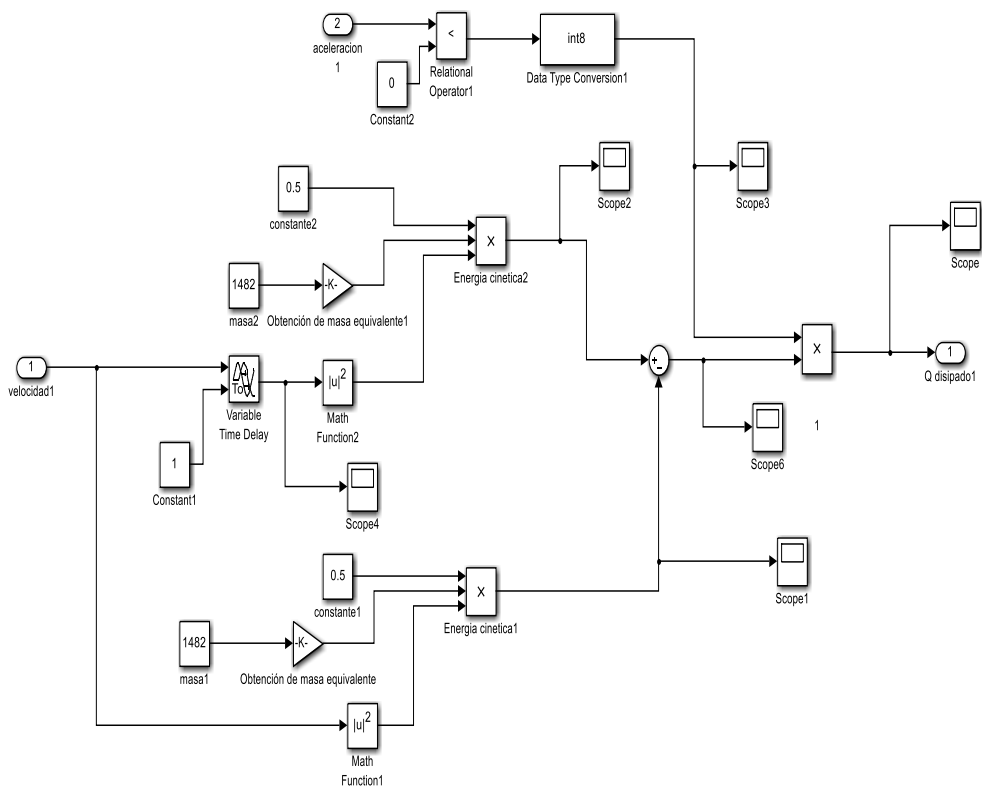 2
aceleracion
1
<
Relational
Operator1
0
Constant2
int8
Data Type Conversion1
Scope2
Scope3
Scope
0.5
constante2
X
Energia cinetica2
1482
masa2
-K-
Obtención de masa equivalente1
1
velocidad1
To
Variable
Time Delay
|u|2
Math
Function2
+
−
X
1
Q disipado1
1
Constant1
Scope4
Scope6
1
0.5
constante1
X
Energia cinetica1
Scope1
1482
masa1
-K-
Obtención de masa equivalente
|u|2
Math
Function1